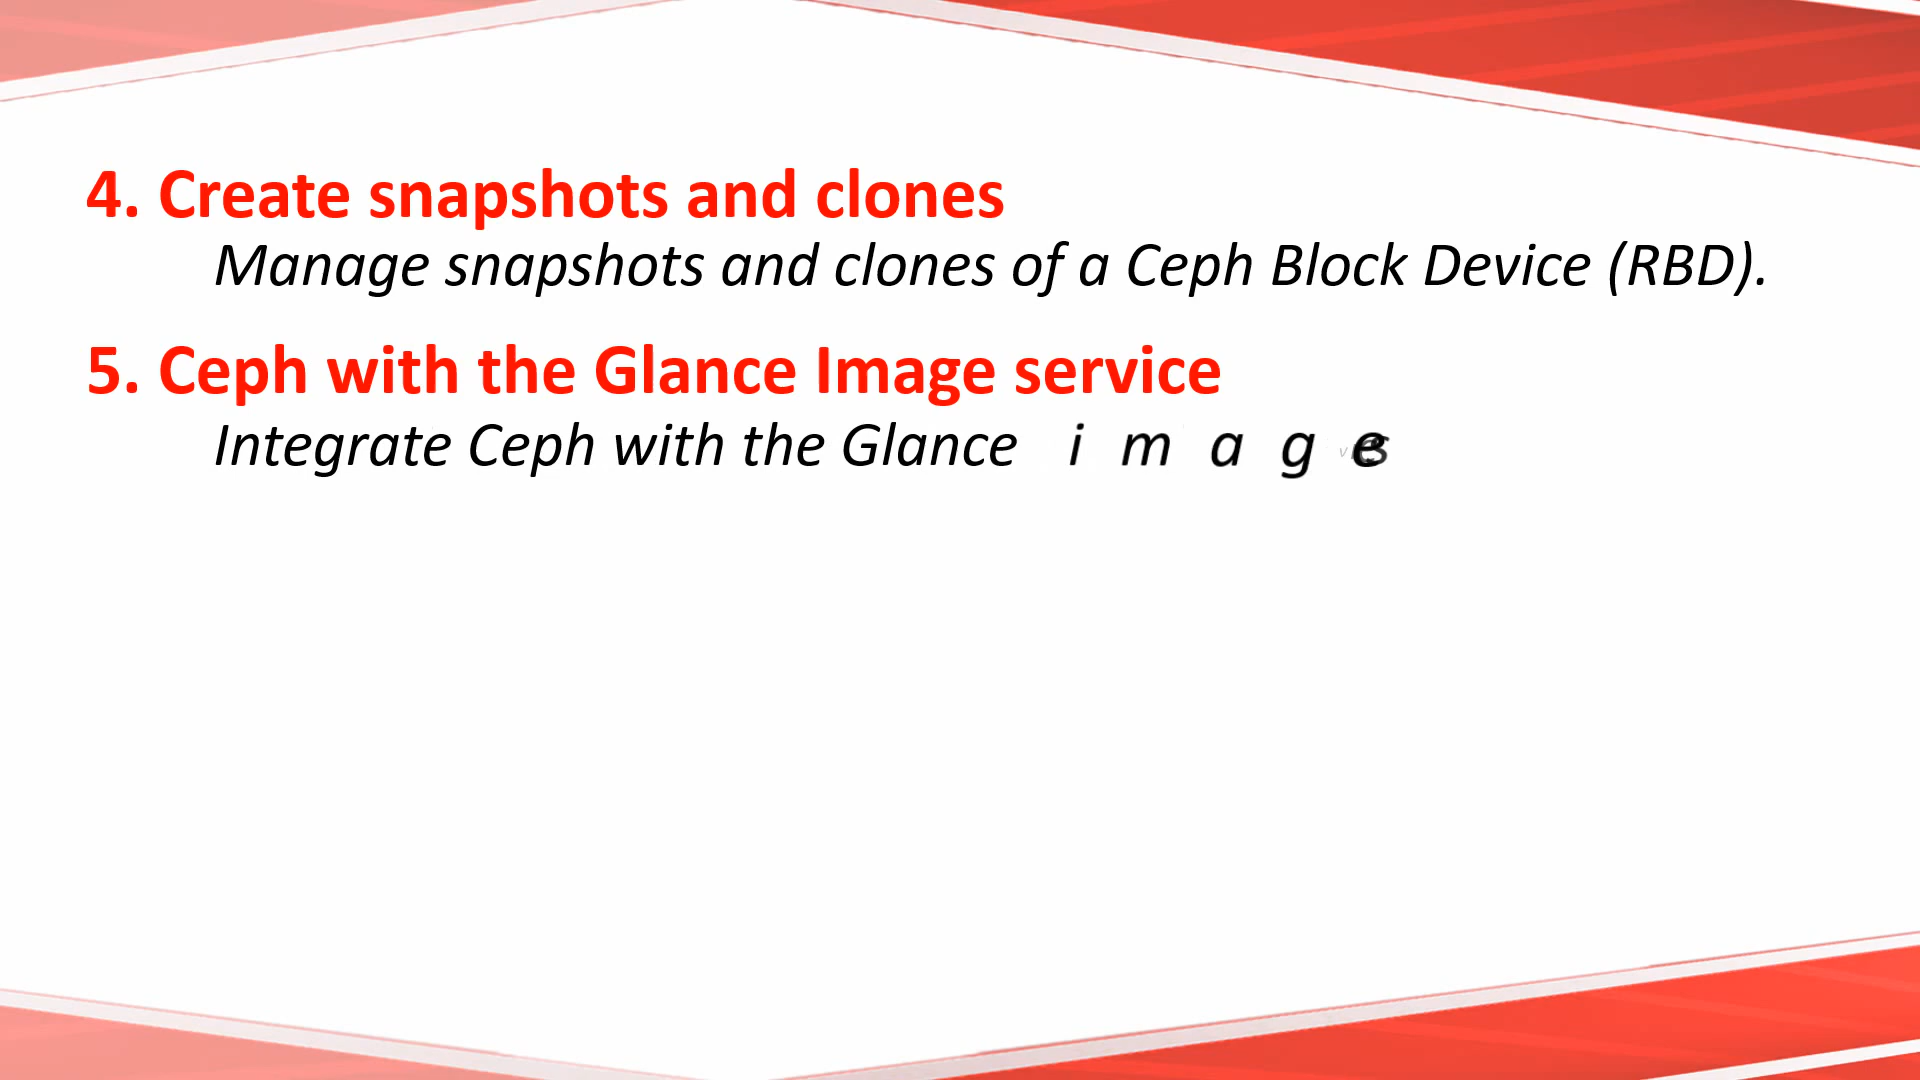 4. Create snapshots and clones
Manage snapshots and clones of a Ceph Block Device (RBD).
5. Ceph with the Glance Image service
Integrate Ceph with the Glance image